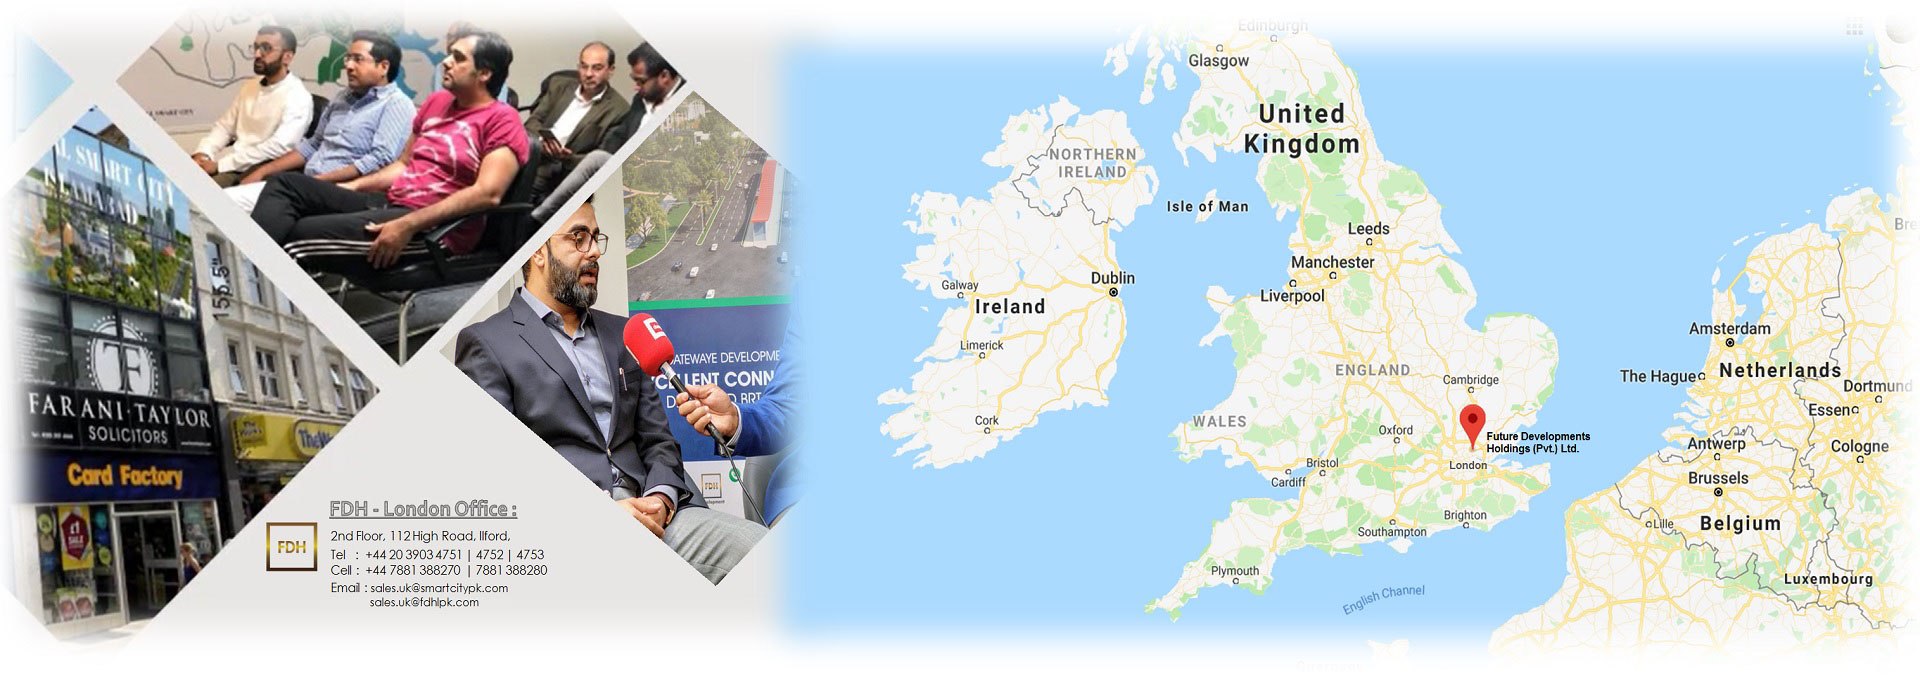 AL SMART CITY
ISLAMABAD
FARANI·TAYLOR
SOLICITORS
Card Factory
FDH - London Office :
FDH
2nd Floor, 112 High Road, Ilford,
Tel : +44 20 3903 4751 | 4752 | 4753
Cell : +44 7881 388270 | 7881 388280
Email : sales.uk@smartcitypk.com
sales.uk@fdhlpk.com
ATEWAYE DEVELOPME
CELLENT CONN
BRT
FDH
Edinburgh
Glasgow
United
Kingdom
NORTHERN
IRELAND
Isle of Man
Leeds
Manchester
Liverpool
Dublin
Galway
Ireland
Limerick
Cork
ENGLAND
Cambridge
WALES
Oxford
Future Developments
Holdings (Pvt.) Ltd.
London
Bristol
Cardiff
Brighton
Southampton
Plymouth
English Channel
Amsterdam
The Hague
Netherlands
Dortmund
Essen
Antwerp
Cologne
Brussels
Lille
Belgium
Luxembourg
Bre